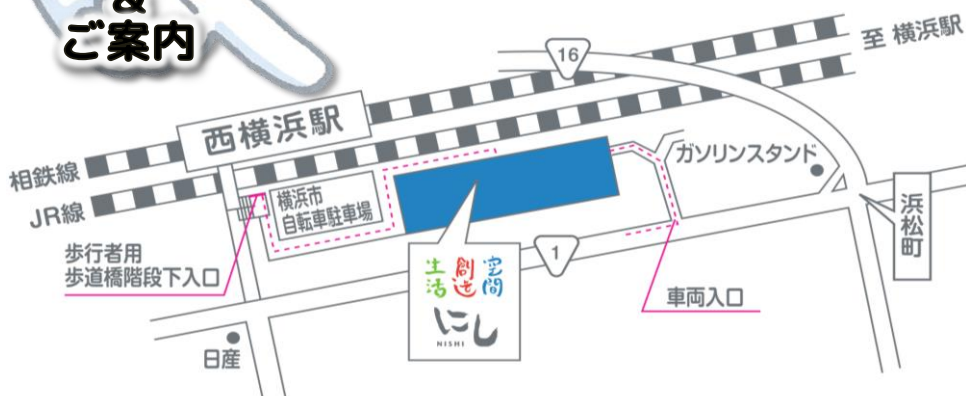 &
ご案内
16
至 横浜駅
西横浜駅
相鉄線
JR線
横浜市
自転車駐車場
ガソリンスタンド
浜松町
歩行者用
歩道橋階段下入口
1
生活
創造
空間
にし
NISHI
車両入口
日産